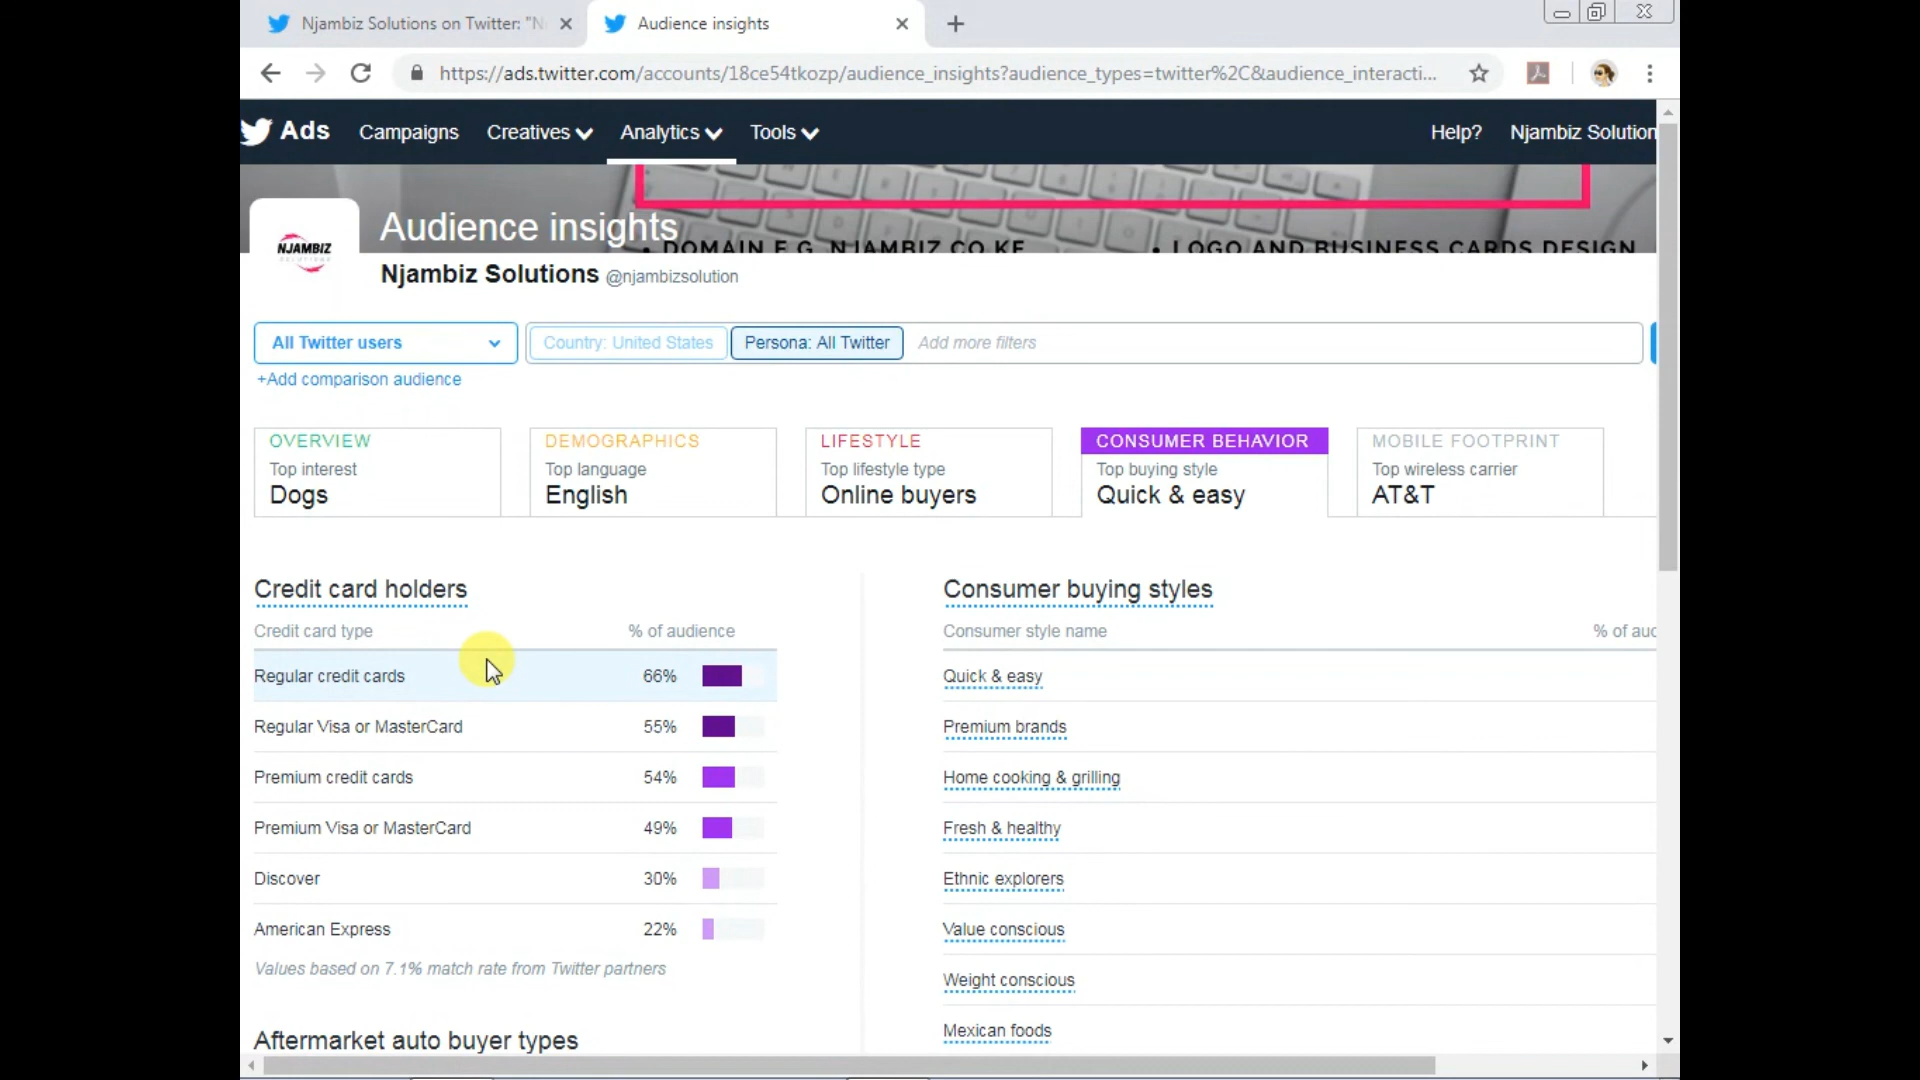 Njambiz Solutions on Twitter: "N
Audience insights
https://ads.twitter.com/accounts/18ce54tkozp/audience_insights?audience_types=twitter%2C&audience_interacti...
Ads Campaigns Creatives Analytics Tools Help? Njambiz Solution
DOMAIN E.G. NJAMBIZ.CO.KE • LOGO AND BUSINESS CARDS DESIGN
NJAMBIZ
SOLUTIONS
Audience insights
Njambiz Solutions @njambizsolution
All Twitter users Country: United States Persona: All Twitter Add more filters
+Add comparison audience
OVERVIEW
Top interest
Dogs
DEMOGRAPHICS
Top language
English
LIFESTYLE
Top lifestyle type
Online buyers
CONSUMER BEHAVIOR
Top buying style
Quick & easy
MOBILE FOOTPRINT
Top wireless carrier
AT&T
Credit card holders
Credit card type % of audience
Regular credit cards 66%
Regular Visa or MasterCard 55%
Premium credit cards 54%
Premium Visa or MasterCard 49%
Discover 30%
American Express 22%
Values based on 7.1% match rate from Twitter partners
Aftermarket auto buyer types
Consumer buying styles
Consumer style name % of aud
Quick & easy
Premium brands
Home cooking & grilling
Fresh & healthy
Ethnic explorers
Value conscious
Weight conscious
Mexican foods